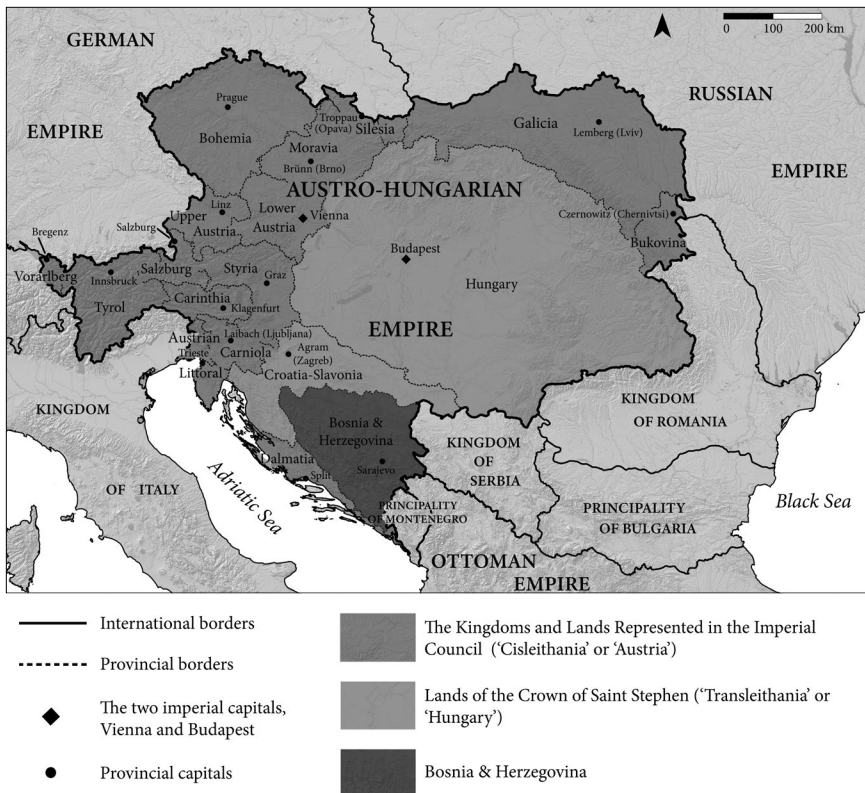 GERMAN
EMPIRE
0 100 200 km
RUSSIAN
EMPIRE
Prague
Bohemia
Troppau
(Opava)
Silesia
Moravia
Brünn (Brno)
Galicia
Lemberg (Lviv)
AUSTRO-HUNGARIAN
EMPIRE
Linz
Upper
Austria
Lower
Austria
Vienna
Czernowitz (Chernivtsi)
Bukovina
Salzburg
Bregenz
Vorarlberg
Innsbruck
Tyrol
Salzburg
Styria
Graz
Budapest
Hungary
Carinthia
Klagenfurt
Austrian
Littoral
Trieste
Laibach (Ljubljana)
Carniola
Agram
(Zagreb)
Croatia-Slavonia
KINGDOM
OF ITALY
Adriatic Sea
Bosnia &
Herzegovina
Sarajevo
Dalmatia
Split
KINGDOM
OF
SERBIA
KINGDOM
OF ROMANIA
PRINCIPALITY
OF MONTENEGRO
PRINCIPALITY
OF BULGARIA
Black Sea
OTTOMAN
EMPIRE
International borders
Provincial borders
The two imperial capitals,
Vienna and Budapest
Provincial capitals
The Kingdoms and Lands Represented in the Imperial
Council (‘Cisleithania’ or ‘Austria’)
Lands of the Crown of Saint Stephen (‘Transleithania’ or
‘Hungary’)
Bosnia & Herzegovina